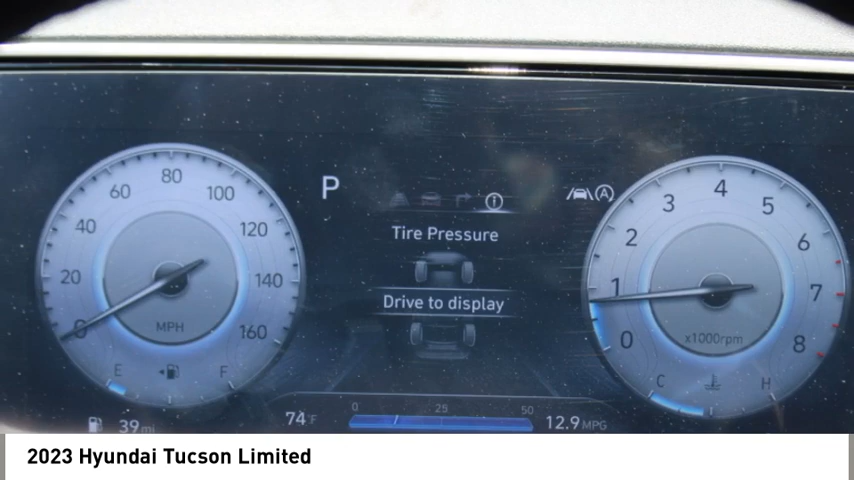 80
60
100
40
120
20
140
0
160
MPH
E
F
39 mi
P
Tire Pressure
Drive to display
74°F
0
25
50
12.9 MPG
A
4
3
5
2
6
1
7
0
8
x1000rpm
C
H
2023 Hyundai Tucson Limited